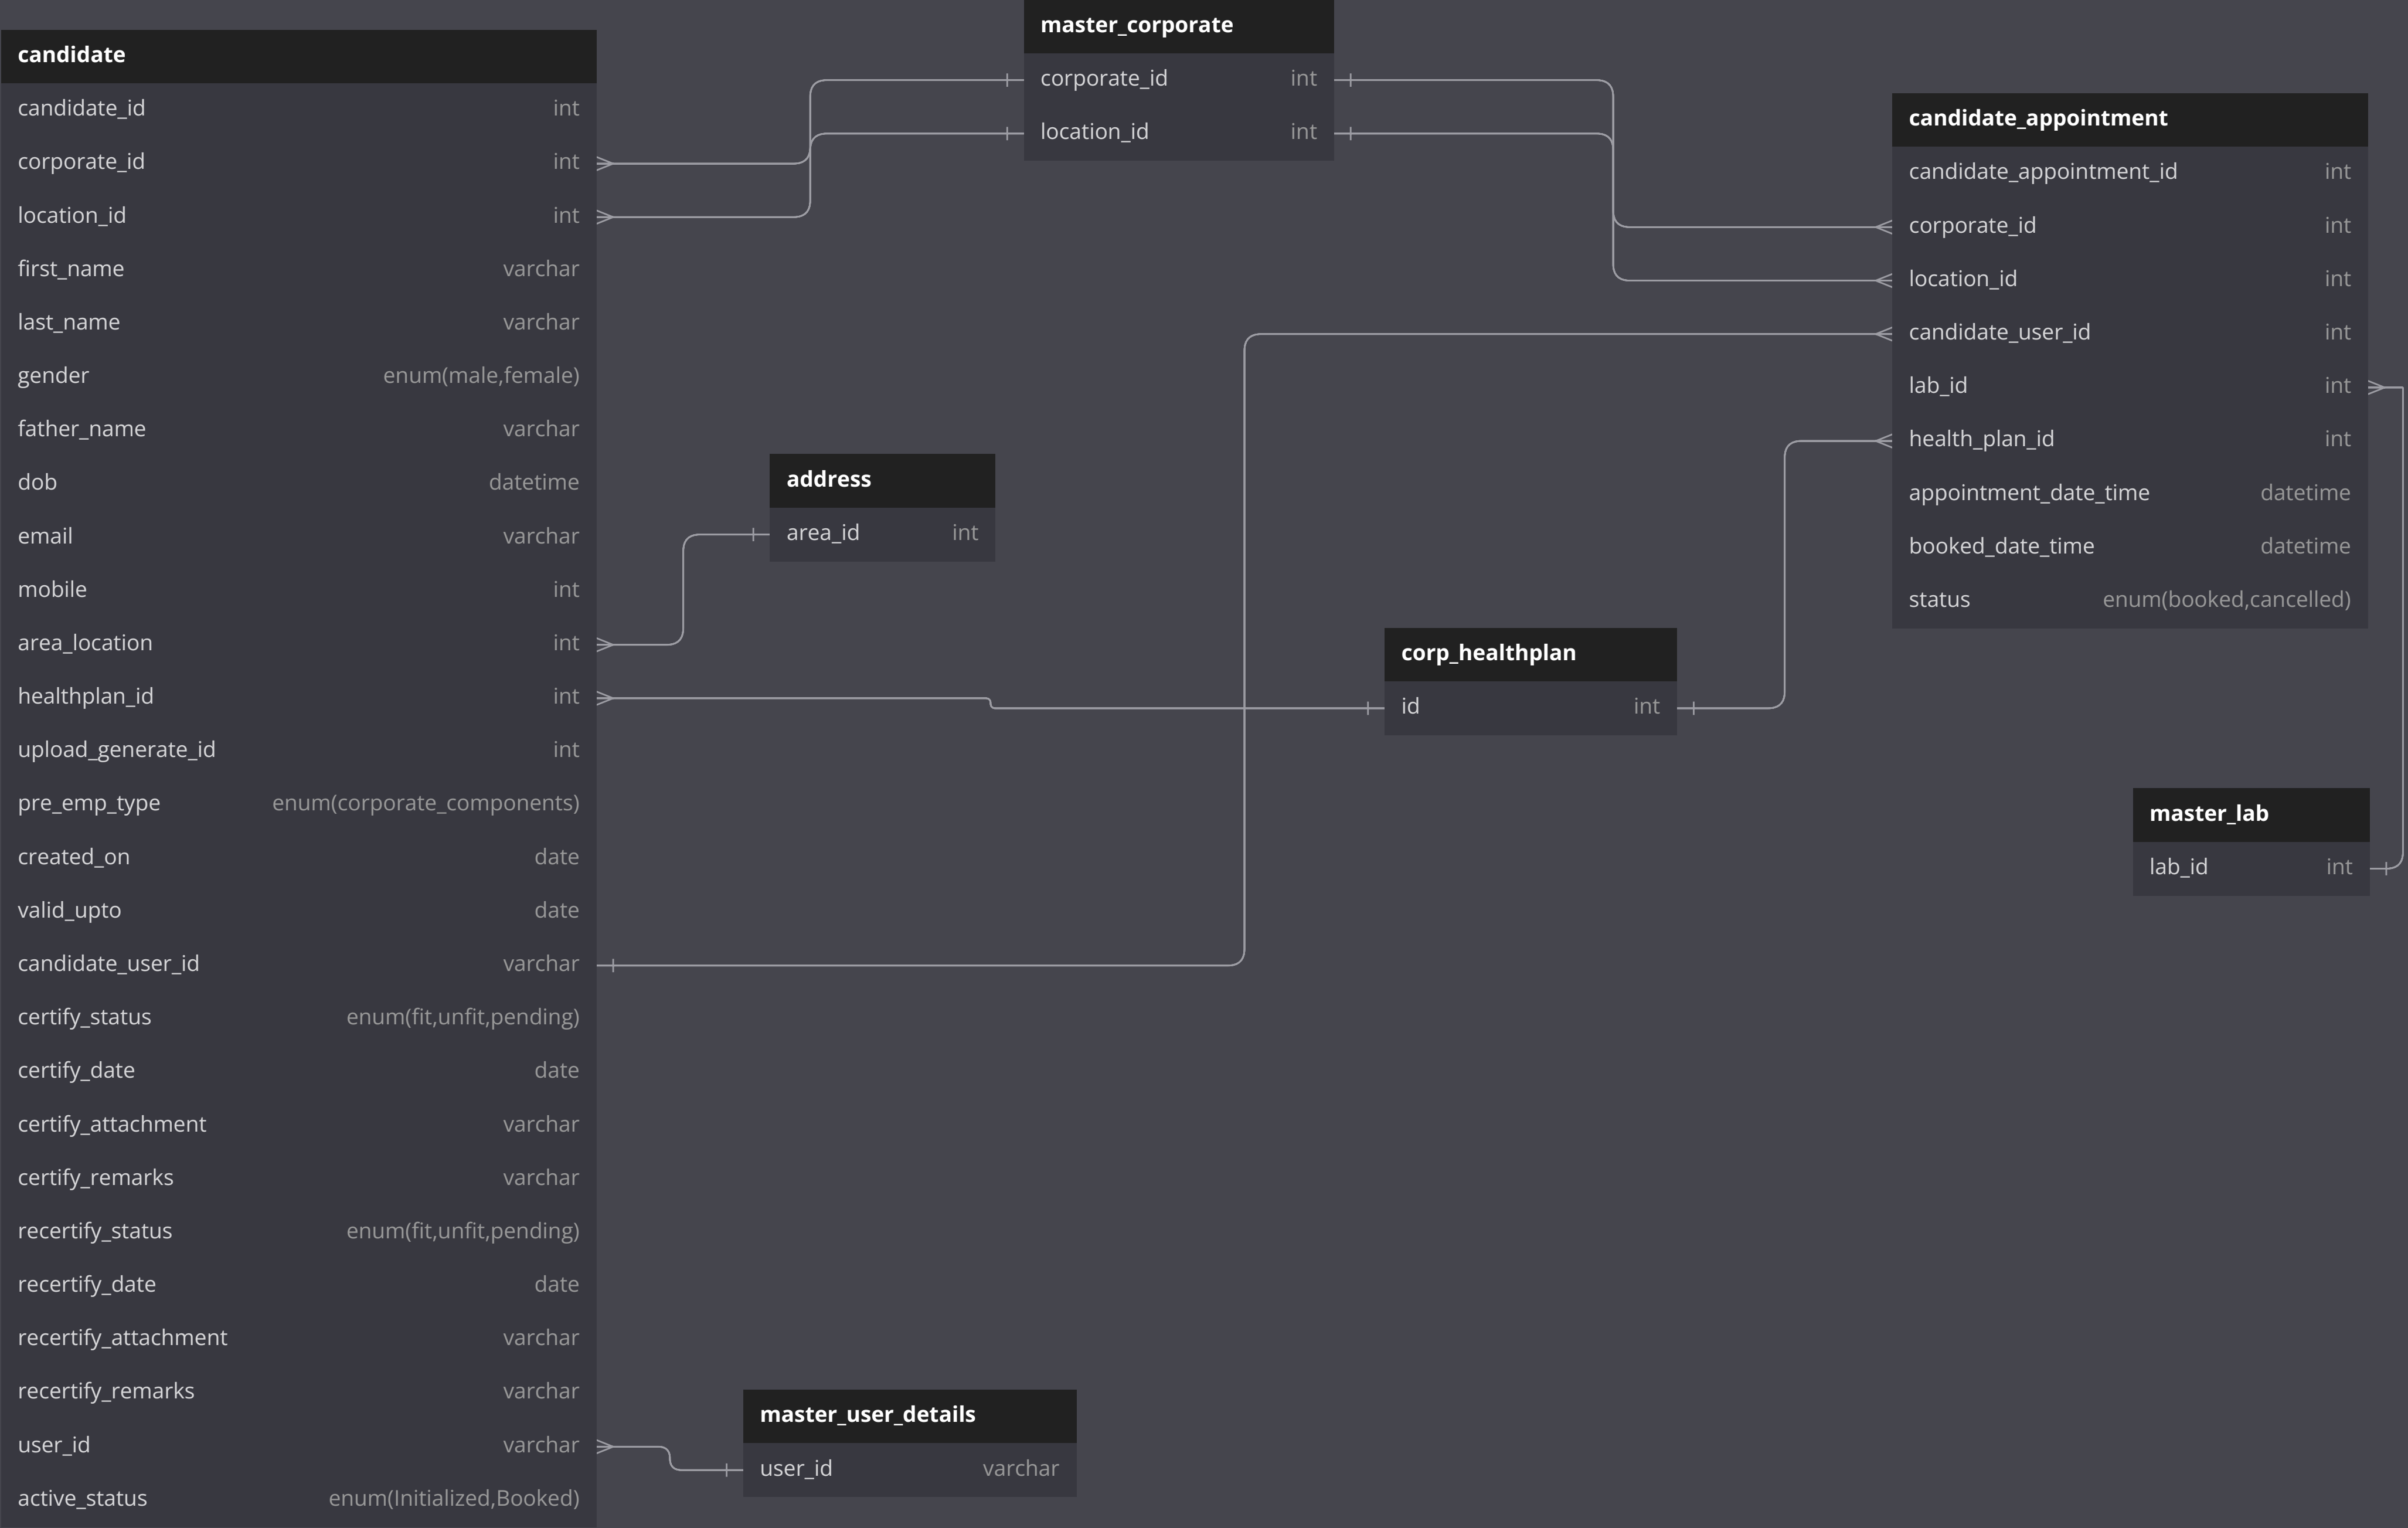 candidate
candidate_id int
corporate_id int
location_id int
first_name varchar
last_name varchar
gender enum(male,female)
father_name varchar
dob datetime
email varchar
mobile int
area_location int
healthplan_id int
upload_generate_id int
pre_emp_type enum(corporate_components)
created_on date
valid_upto date
candidate_user_id varchar
certify_status enum(fit,unfit,pending)
certify_date date
certify_attachment varchar
certify_remarks varchar
recertify_status enum(fit,unfit,pending)
recertify_date date
recertify_attachment varchar
recertify_remarks varchar
user_id varchar
active_status enum(Initialized,Booked)
master_corporate
corporate_id int
location_id int
address
area_id int
master_user_details
user_id varchar
corp_healthplan
id int
candidate_appointment
candidate_appointment_id int
corporate_id int
location_id int
candidate_user_id int
lab_id int
health_plan_id int
appointment_date_time datetime
booked_date_time datetime
status enum(booked,cancelled)
master_lab
lab_id int